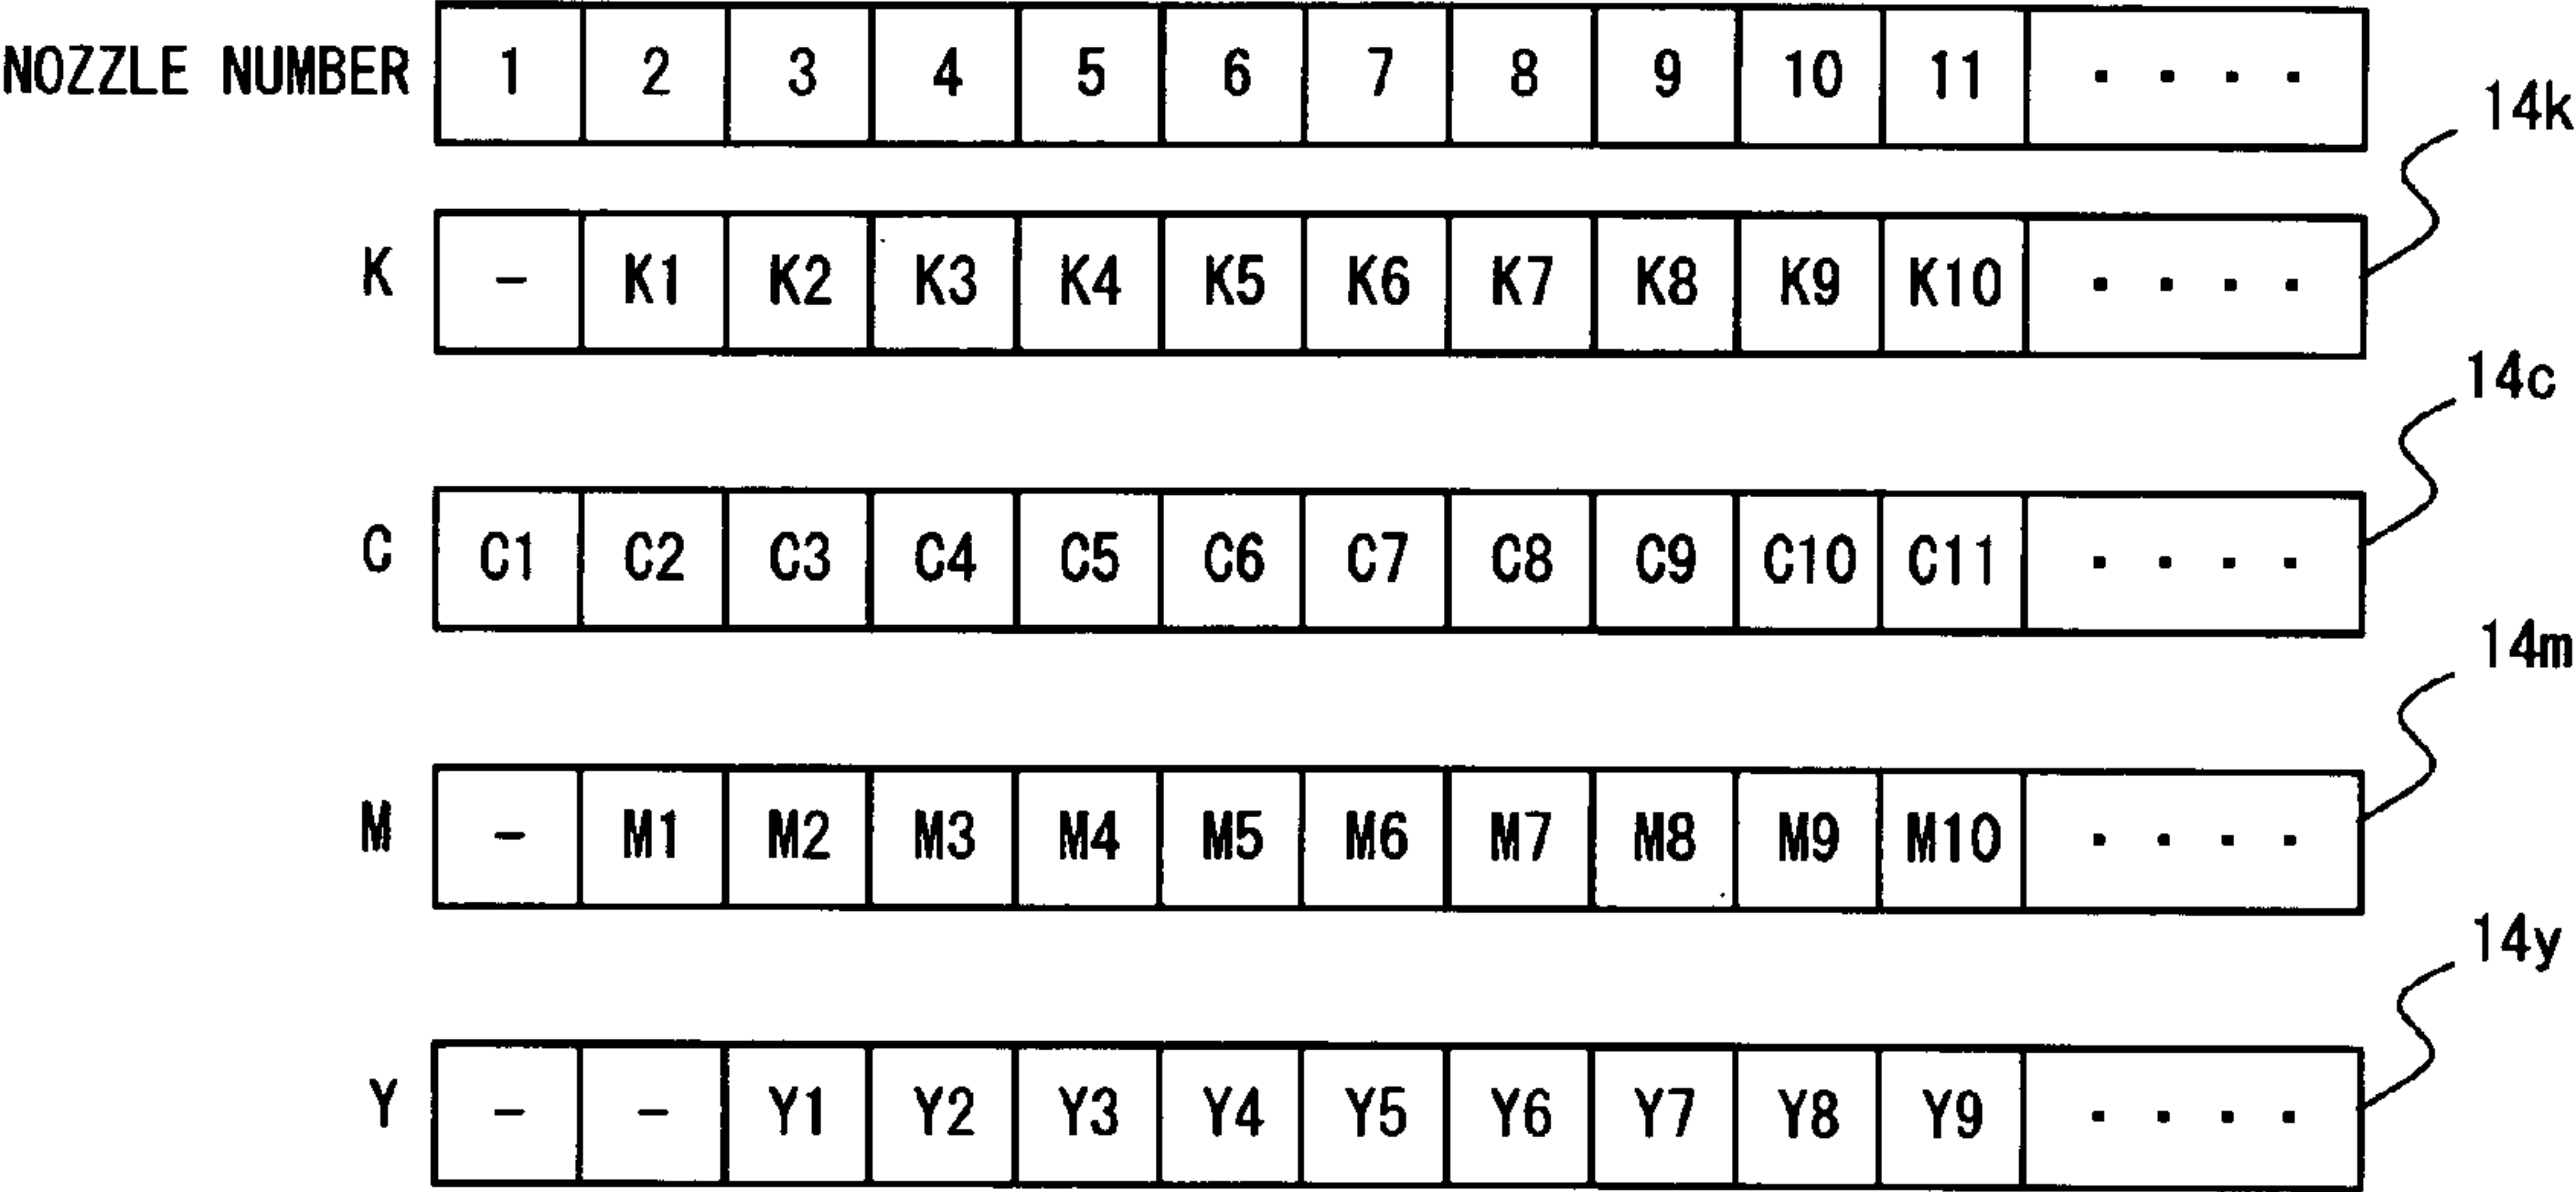 NOZZLE NUMBER 1 2 3 4 5 6 7 8 9 10 11 ····
14k
K - K1 K2 K3 K4 K5 K6 K7 K8 K9 K10 ····
14c
C C1 C2 C3 C4 C5 C6 C7 C8 C9 C10 C11 ····
14m
M - M1 M2 M3 M4 M5 M6 M7 M8 M9 M10 ····
14y
Y - - Y1 Y2 Y3 Y4 Y5 Y6 Y7 Y8 Y9 ····